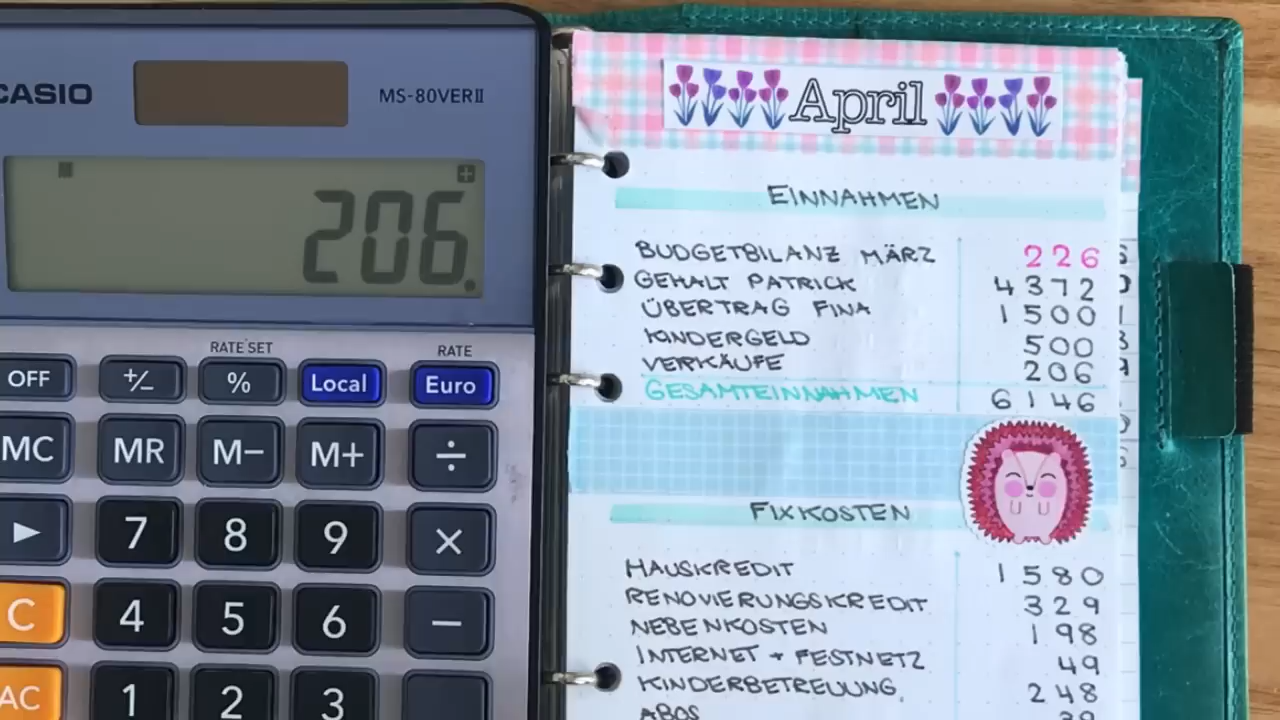 CASIO
MS-80VERII
206.
RATE SET
RATE
OFF
+/−
%
Local
Euro
MC
MR
M−
M+
÷
7
8
9
×
C
4
5
6
−
AC
1
2
3
April
EINNAHMEN
BUDGETBILANZ MÄRZ 226
GEHALT PATRICK 4372
ÜBERTRAG FINA 1500
KINDERGELD 500
VERKÄUFE 206
GESAMTEINNAHMEN 6146
FIXKOSTEN
HAUSKREDIT 1580
RENOVIERUNGSKREDIT 329
NEBENKOSTEN 198
INTERNET + FESTNETZ 49
KINDERBETREUUNG 248
ABOS